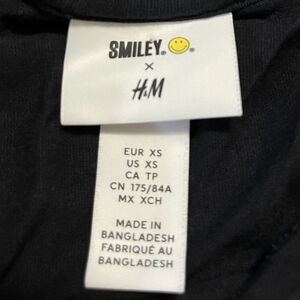 SMILEY® ®
×
H&M
EUR XS
US XS
CA TP
CN 175/84A
MX XCH
MADE IN
BANGLADESH
FABRIQUÉ AU
BANGLADESH